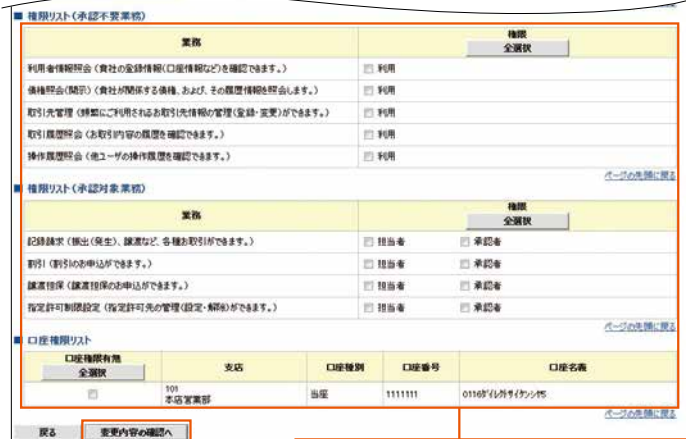 ■ 権限リスト(承認不要業務)
業務
権限
全選択
利用者情報照会(貴社の登録情報(口座情報など)を確認できます。)
利用
債権照会(開示)(貴社が関係する債権、および、その履歴情報を照会します。)
利用
取引先管理(頻繁にご利用されるお取引先情報の管理(登録・変更)ができます。)
利用
取引履歴照会(お取引内容の履歴を確認できます。)
利用
操作履歴照会(他ユーザの操作履歴を確認できます。)
利用
ページの先頭に戻る
■ 権限リスト(承認対象業務)
業務
権限
全選択
記録請求(振出(発生)、譲渡など、各種お取引ができます。)
担当者 承認者
割引(割引のお申込ができます。)
担当者 承認者
譲渡担保(譲渡担保のお申込ができます。)
担当者 承認者
指定許可制限設定(指定許可先の管理(設定・解除)ができます。)
担当者 承認者
ページの先頭に戻る
■ 口座権限リスト
口座権限有無 支店 口座種別 口座番号 口座名義
全選択
101
本店営業部
当座 1111111
ページの先頭に戻る
戻る 変更内容の確認へ